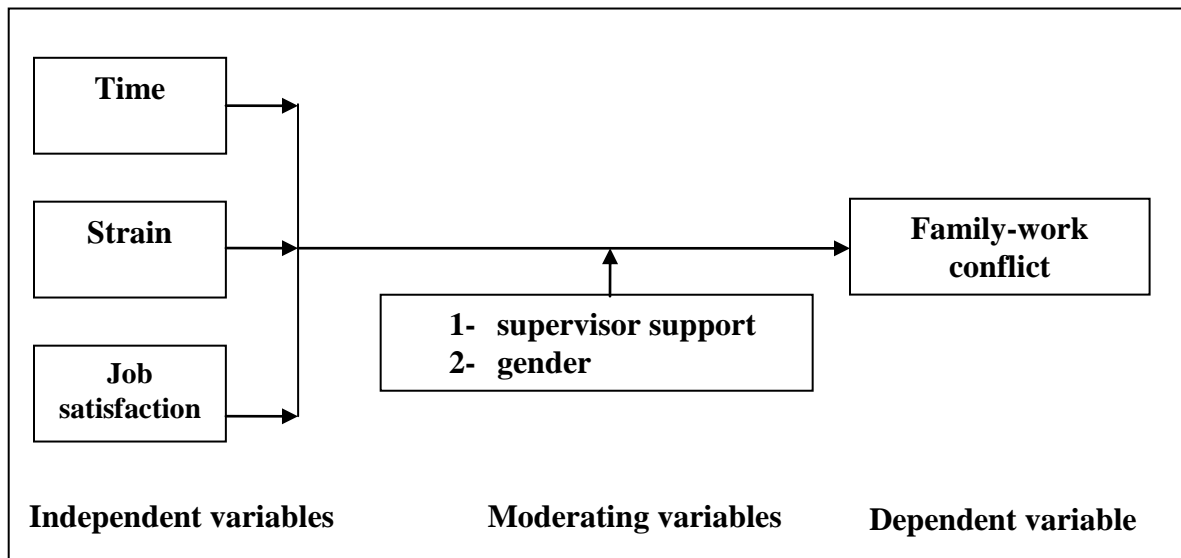 Time
Strain
Job
satisfaction
1- supervisor support
2- gender
Family-work
conflict
Independent variables
Moderating variables
Dependent variable